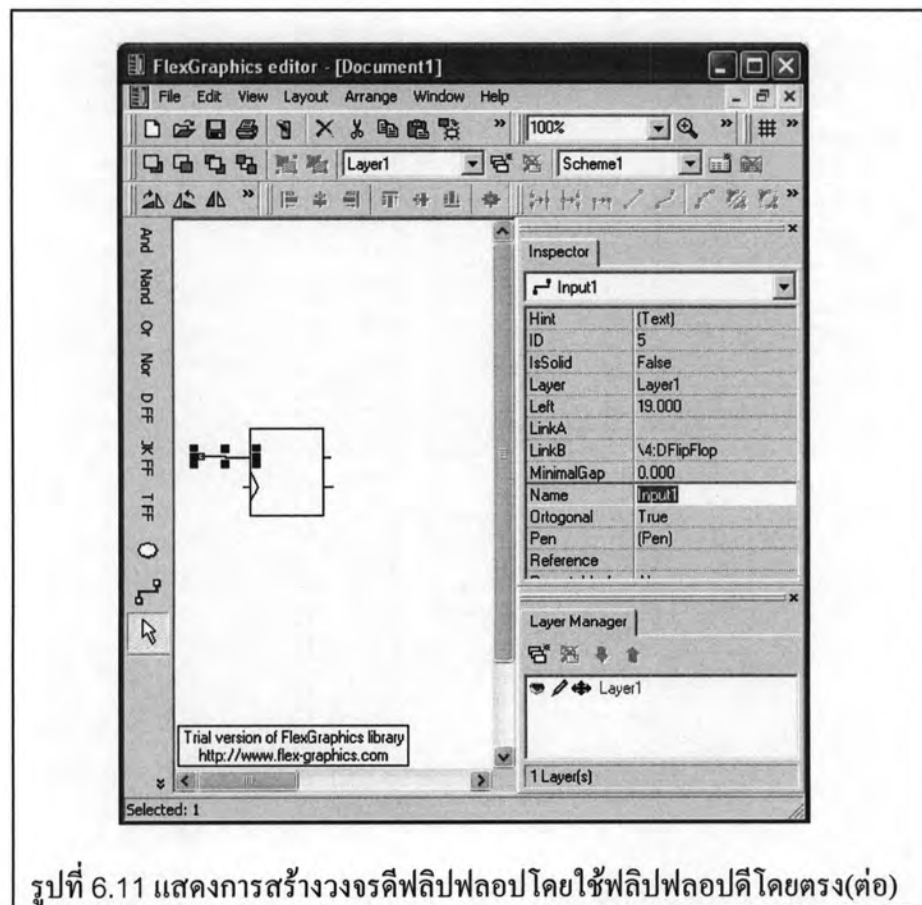 FlexGraphics editor - [Document1]
File Edit View Layout Arrange Window Help
100%
Layer1
Scheme1
And
Nand
Or
Nor
D FF
JK FF
T FF
Inspector
Input1
Hint (Text)
ID 5
IsSolid False
Layer Layer1
Left 19.000
LinkA
LinkB \4:DFlipFlop
MinimalGap 0.000
Name Input1
Ortogonal True
Pen (Pen)
Reference
Layer Manager
Layer1
1 Layer(s)
Trial version of FlexGraphics library
http://www.flex-graphics.com
Selected: 1
รูปที่ 6.11 แสดงการสร้างวงจรดีฟลิปฟลอปโดยใช้ฟลิปฟลอปดีโดยตรง(ต่อ)